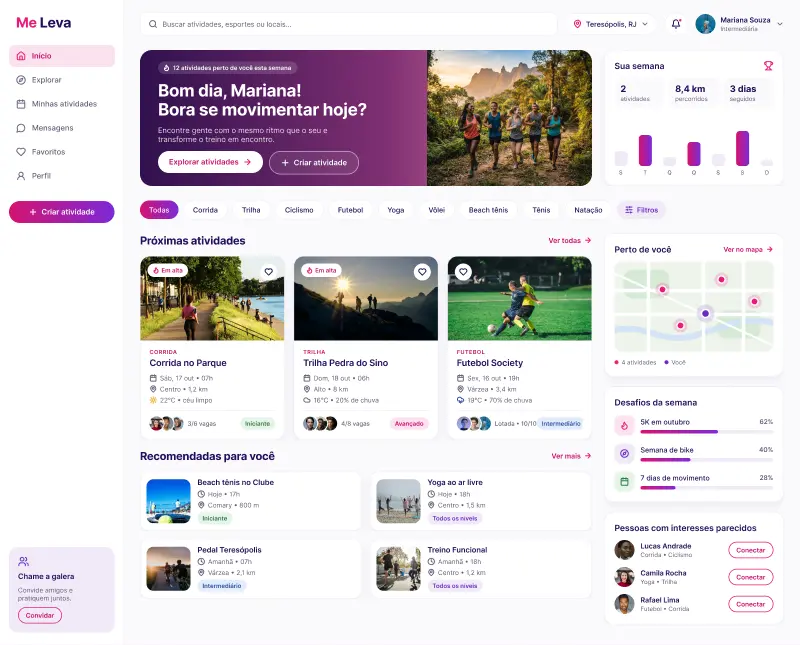 Me Leva
Início
Explorar
Minhas atividades
Mensagens
Favoritos
Perfil
+ Criar atividade
Chame a galera
Convide amigos e
pratiquem juntos.
Convidar
Buscar atividades, esportes ou locais...
Teresópolis, RJ
Mariana Souza
Intermediária
12 atividades perto de você esta semana
Bom dia, Mariana!
Bora se movimentar hoje?
Encontre gente com o mesmo ritmo que o seu e
transforme o treino em encontro.
Explorar atividades →
+ Criar atividade
Sua semana
2
atividades
8,4 km
percorridos
3 dias
seguidos
S T Q Q S S D
Todas
Corrida
Trilha
Ciclismo
Futebol
Yoga
Vôlei
Beach tênis
Tênis
Natação
Filtros
Próximas atividades
Ver todas →
Em alta
CORRIDA
Corrida no Parque
Sáb, 17 out • 07h
Centro • 1,2 km
22°C • céu limpo
3/6 vagas
Iniciante
Em alta
TRILHA
Trilha Pedra do Sino
Dom, 18 out • 06h
Alto • 8 km
16°C • 20% de chuva
4/8 vagas
Avançado
FUTEBOL
Futebol Society
Sex, 16 out • 19h
Várzea • 3,4 km
19°C • 70% de chuva
Lotada • 10/10
Intermediário
Recomendadas para você
Ver mais →
Beach tênis no Clube
Hoje • 17h
Comary • 800 m
Iniciante
Yoga ao ar livre
Hoje • 18h
Centro • 1,5 km
Todos os níveis
Pedal Teresópolis
Amanhã • 07h
Várzea • 2,1 km
Intermediário
Treino Funcional
Amanhã • 18h
Centro • 1,2 km
Todos os níveis
Perto de você
Ver no mapa →
4 atividades
Você
Desafios da semana
5K em outubro
62%
Semana de bike
40%
7 dias de movimento
28%
Pessoas com interesses parecidos
Lucas Andrade
Corrida • Ciclismo
Conectar
Camila Rocha
Yoga • Trilha
Conectar
Rafael Lima
Futebol • Corrida
Conectar